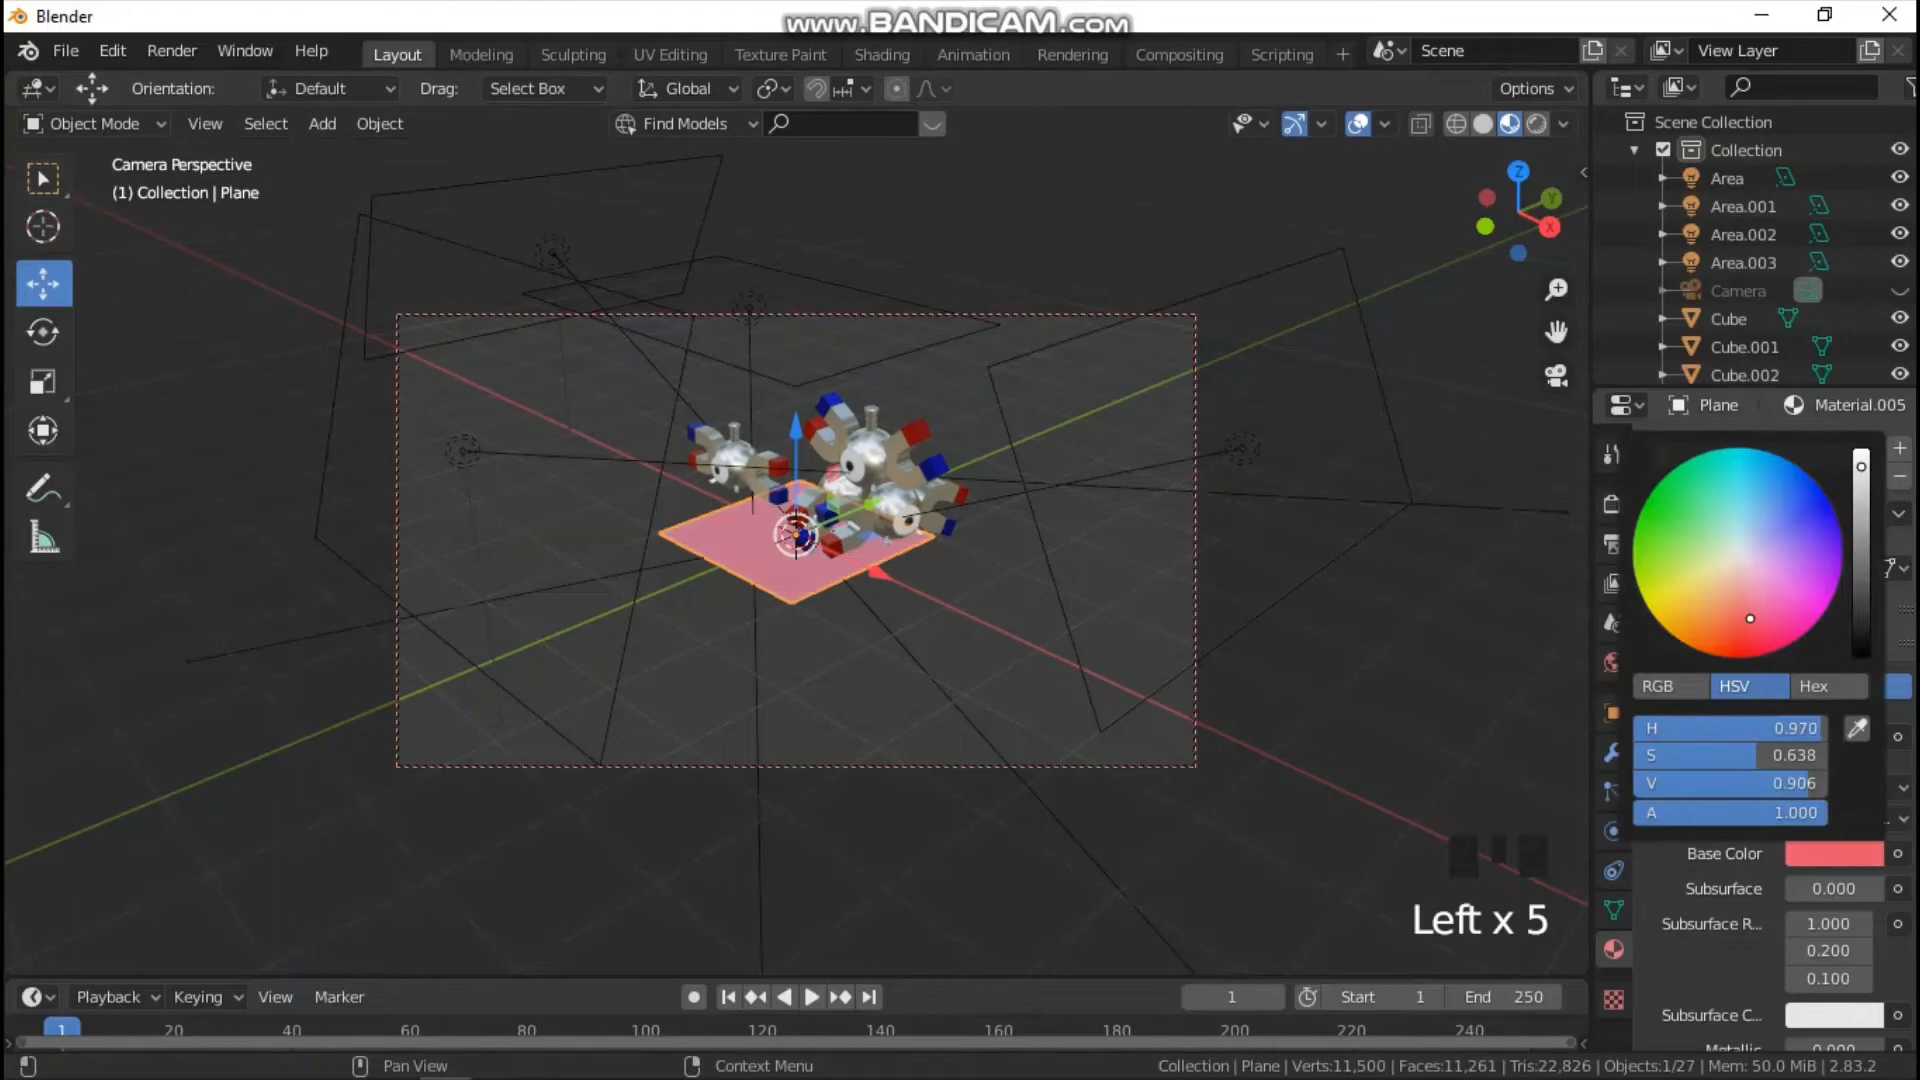 Blender
www.BANDICAM.com
File Edit Render Window Help
Layout Modeling Sculpting UV Editing Texture Paint Shading Animation Rendering Compositing Scripting +
Scene
View Layer
Orientation: Default Drag: Select Box Global Options
Object Mode View Select Add Object Find Models
Camera Perspective
(1) Collection | Plane
Z
Y
X
Scene Collection
Collection
Area
Area.001
Area.002
Area.003
Camera
Cube
Cube.001
Cube.002
Plane Material.005
RGB HSV Hex
H 0.970
S 0.638
V 0.906
A 1.000
Base Color
Subsurface 0.000
Subsurface R... 1.000
0.200
0.100
Subsurface C...
Metallic 0.000
Left x 5
Playback Keying View Marker 1 Start 1 End 250
1 20 40 60 80 100 120 140 160 180 200 220 240
Pan View Context Menu Collection | Plane | Verts:11,500 | Faces:11,261 | Tris:22,826 | Objects:1/27 | Mem: 50.0 MiB | 2.83.2